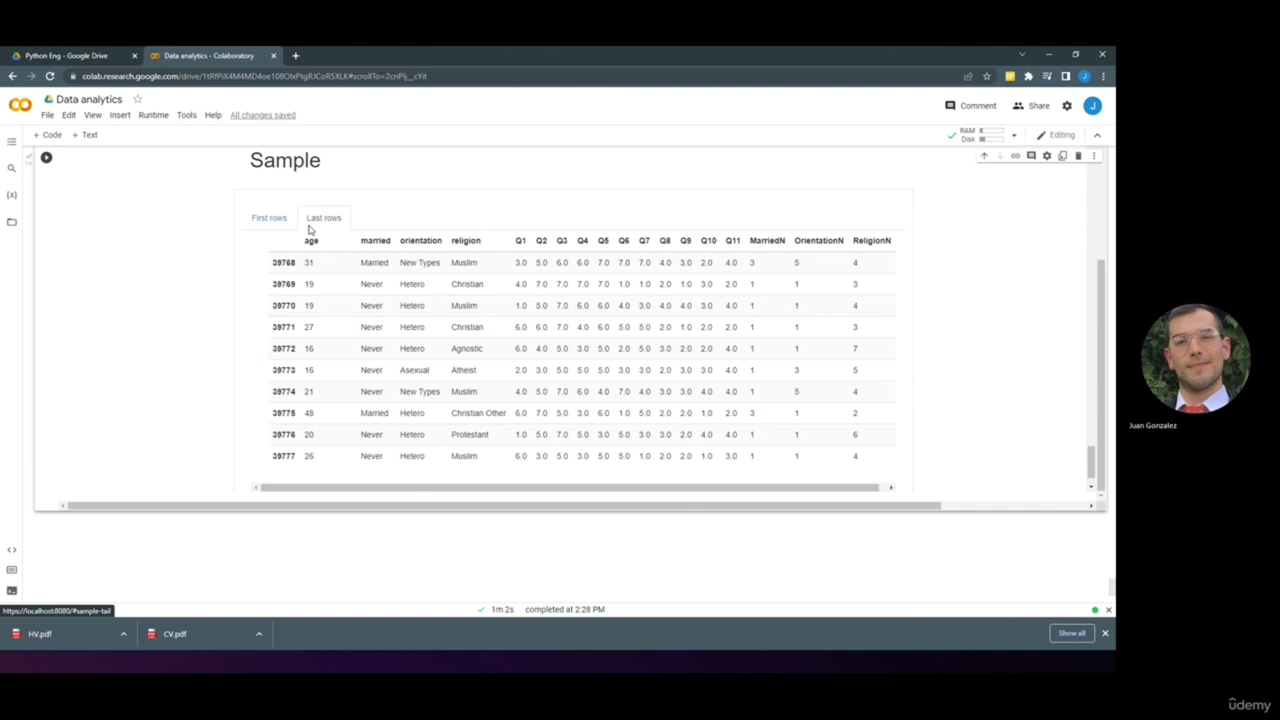 Python Eng - Google Drive
Data analytics - Colaboratory
Data analytics
Comment
Share
J
File Edit View Insert Runtime Tools Help All changes saved
+ Code + Text
RAM
Disk
Editing
Sample
First rows Last rows
age married orientation religion Q1 Q2 Q3 Q4 Q5 Q6 Q7 Q8 Q9 Q10 Q11 MarriedN OrientationN ReligionN
39768 31 Married New Types Muslim 3.0 5.0 6.0 6.0 7.0 7.0 7.0 4.0 3.0 2.0 4.0 3 5 4
39769 19 Never Hetero Christian 4.0 7.0 7.0 7.0 7.0 1.0 1.0 2.0 1.0 3.0 2.0 1 1 3
39770 19 Never Hetero Muslim 1.0 5.0 7.0 6.0 6.0 4.0 3.0 4.0 4.0 3.0 4.0 1 1 4
39771 27 Never Hetero Christian 6.0 6.0 7.0 4.0 6.0 5.0 5.0 2.0 1.0 2.0 2.0 1 1 3
39772 16 Never Hetero Agnostic 6.0 4.0 5.0 3.0 5.0 2.0 5.0 3.0 2.0 2.0 4.0 1 1 7
39773 16 Never Asexual Atheist 2.0 3.0 5.0 5.0 5.0 3.0 3.0 2.0 3.0 3.0 4.0 1 3 5
39774 21 Never New Types Muslim 4.0 5.0 7.0 6.0 4.0 7.0 4.0 3.0 3.0 4.0 4.0 1 5 4
39775 48 Married Hetero Christian Other 6.0 7.0 5.0 3.0 6.0 1.0 5.0 2.0 2.0 1.0 2.0 3 1 2
39776 20 Never Hetero Protestant 1.0 5.0 7.0 5.0 3.0 5.0 3.0 3.0 2.0 4.0 4.0 1 1 6
39777 26 Never Hetero Muslim 6.0 3.0 5.0 3.0 5.0 5.0 1.0 2.0 2.0 1.0 3.0 1 1 4
Juan Gonzalez
https://localhost:8080/#sample-tail
1m 2s completed at 2:28 PM
HV.pdf
CV.pdf
Show all
ûdemy